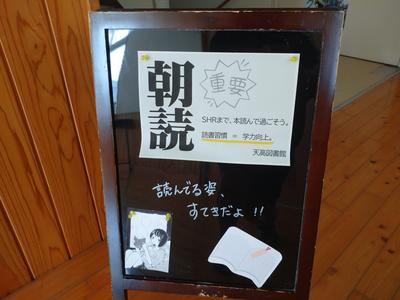 朝読
重要
SHRまで、本読んで過ごそう。
読書習慣 = 学力向上。
天高図書館
読んでる姿、
すてきだよ!!